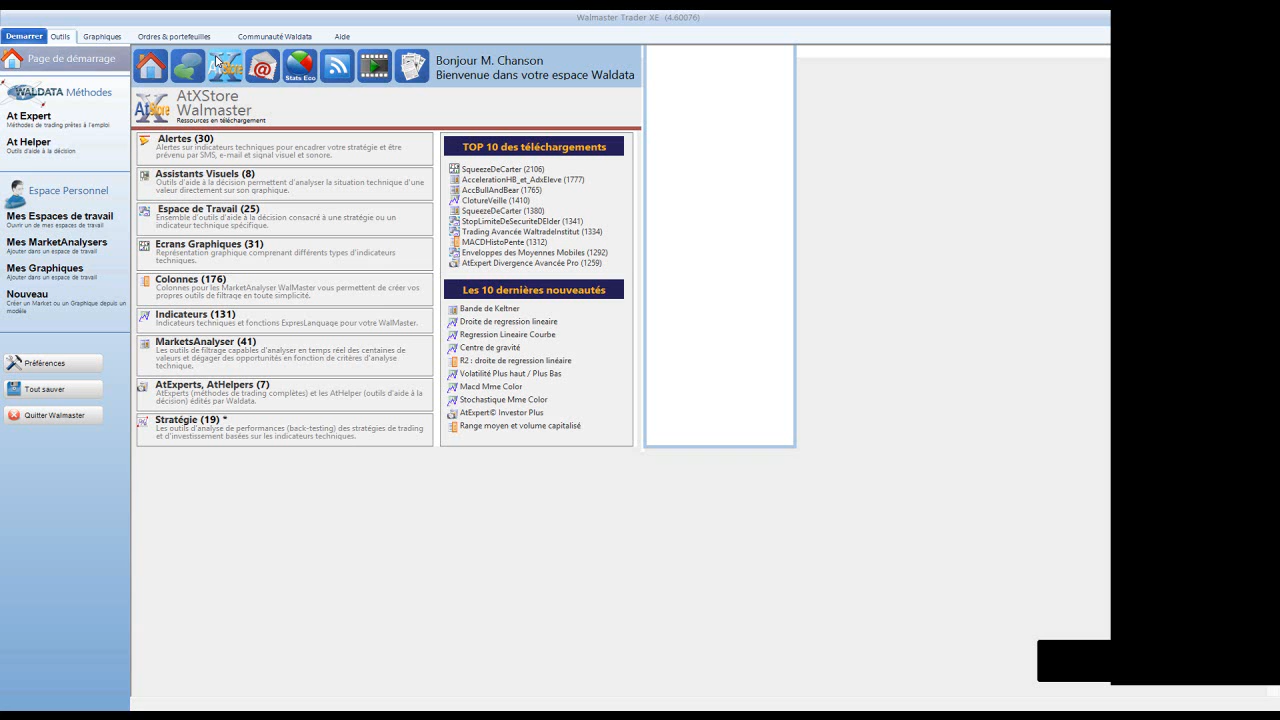 Walmaster Trader XE (4.60076)
Demarrer Outils Graphiques Ordres & portefeuilles Communauté Waldata Aide
Page de démarrage
WALDATA Méthodes
At Expert
Méthodes de trading prêtes à l'emploi
At Helper
Outils d'aide à la décision
Espace Personnel
Mes Espaces de travail
Ouvrir un de mes espaces de travail
Mes MarketAnalysers
Ajouter dans un espace de travail
Mes Graphiques
Ajouter dans un espace de travail
Nouveau
Créer un Market ou un Graphique depuis un
modèle
Préférences
Tout sauver
Quitter Walmaster
Stats Eco
Bonjour M. Chanson
Bienvenue dans votre espace Waldata
AtXStore
Walmaster
Ressources en téléchargement
Alertes (30)
Alertes sur indicateurs techniques pour encadrer votre stratégie et être
prévenu par SMS, e-mail et signal visuel et sonore.
Assistants Visuels (8)
Outils d'aide à la décision permettent d'analyser la situation technique d'une
valeur directement sur son graphique.
Espace de Travail (25)
Ensemble d'outils d'aide à la décision consacré à une stratégie ou un
indicateur technique spécifique.
Ecrans Graphiques (31)
Représentation graphique comprenant différents types d'indicateurs
techniques.
Colonnes (176)
Colonnes pour les MarketAnalyser WalMaster vous permettent de créer vos
propres outils de filtrage en toute simplicité.
Indicateurs (131)
Indicateurs techniques et fonctions ExpresLanguage pour votre WalMaster.
MarketsAnalyser (41)
Les outils de filtrage capables d'analyser en temps réel des centaines de
valeurs et dégager des opportunités en fonction de critères d'analyse
technique.
AtExperts, AtHelpers (7)
AtExperts (méthodes de trading complètes) et les AtHelper (outils d'aide à la
décision) édités par Waldata.
Stratégie (19) *
Les outils d'analyse de performances (back-testing) des stratégies de trading
et d'investissement basées sur les indicateurs techniques.
TOP 10 des téléchargements
SqueezeDeCarter (2106)
AccelerationHB_et_AdxEleve (1777)
AccBullAndBear (1765)
ClotureVeille (1410)
SqueezeDeCarter (1380)
StopLimiteDeSecuriteDElder (1341)
Trading Avancée WaltradeInstitut (1334)
MACDHistoPente (1312)
Enveloppes des Moyennes Mobiles (1292)
AtExpert Divergence Avancée Pro (1259)
Les 10 dernières nouveautés
Bande de Keltner
Droite de regression lineaire
Regression Lineaire Courbe
Centre de gravité
R2 : droite de regression linéaire
Volatilité Plus haut / Plus Bas
Macd Mme Color
Stochastique Mme Color
AtExpert© Investor Plus
Range moyen et volume capitalisé